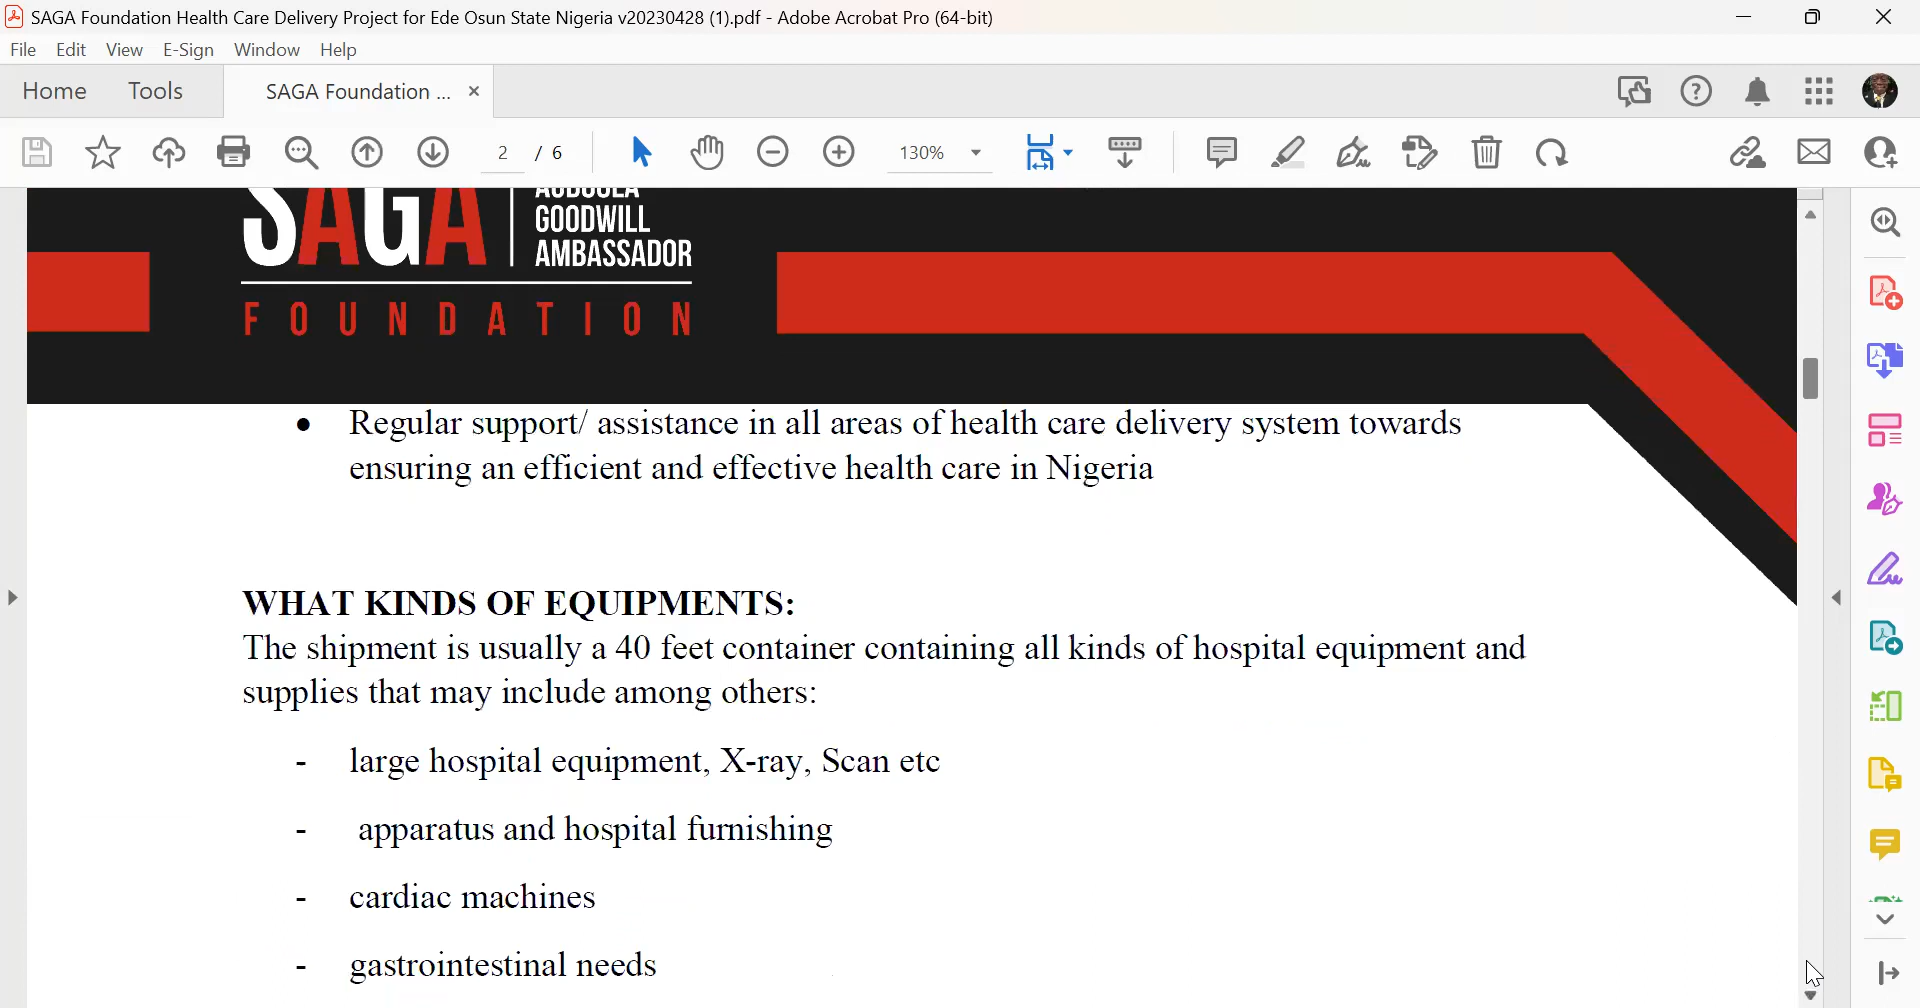 SAGA Foundation Health Care Delivery Project for Ede Osun State Nigeria v20230428 (1).pdf - Adobe Acrobat Pro (64-bit)
File Edit View E-Sign Window Help
Home Tools SAGA Foundation ... ×
2 / 6 130%
SAGA
GOODWILL
AMBASSADOR
FOUNDATION
• Regular support/ assistance in all areas of health care delivery system towards
ensuring an efficient and effective health care in Nigeria
WHAT KINDS OF EQUIPMENTS:
The shipment is usually a 40 feet container containing all kinds of hospital equipment and
supplies that may include among others:
- large hospital equipment, X-ray, Scan etc
- apparatus and hospital furnishing
- cardiac machines
- gastrointestinal needs